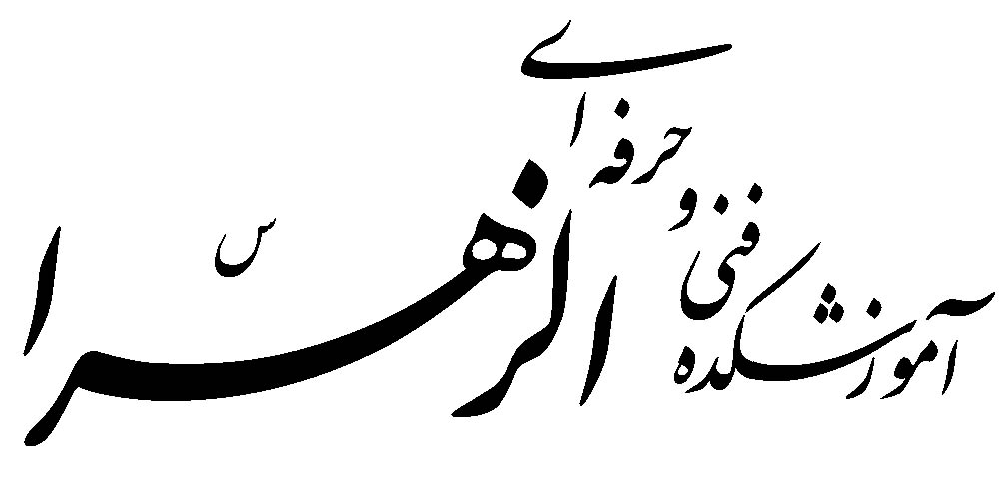 آموزشکده فنی و حرفه ای
الزهرا س